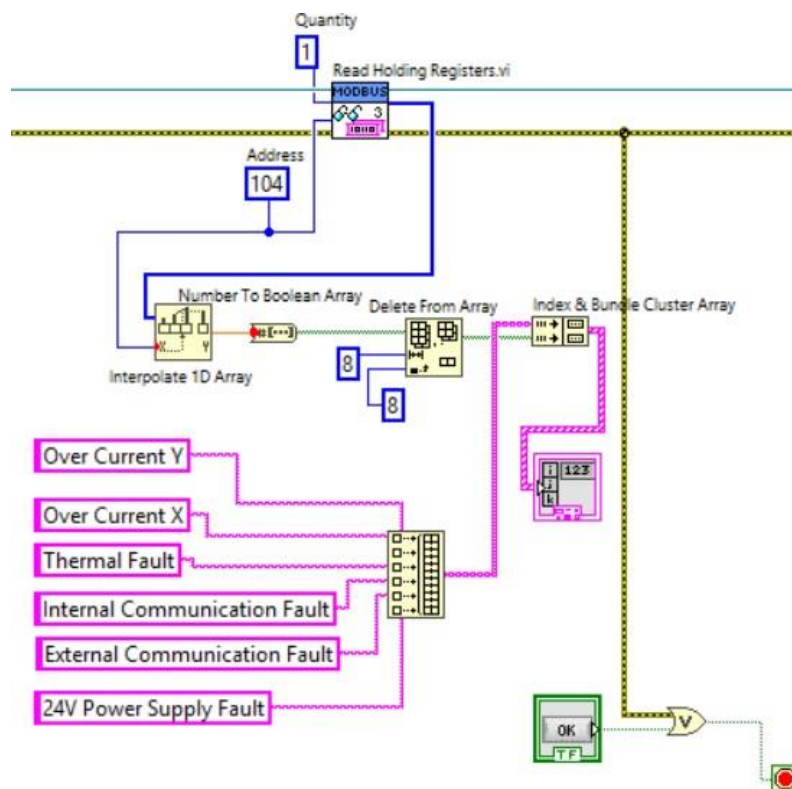 Quantity
1
Read Holding Registers.vi
MODBUS
3
Address
104
Number To Boolean Array
Delete From Array
Index & Bundle Cluster Array
#[...]
X
Y
Interpolate 1D Array
8
8
i
j
k
123
Over Current Y
Over Current X
Thermal Fault
Internal Communication Fault
External Communication Fault
24V Power Supply Fault
OK
TF
V